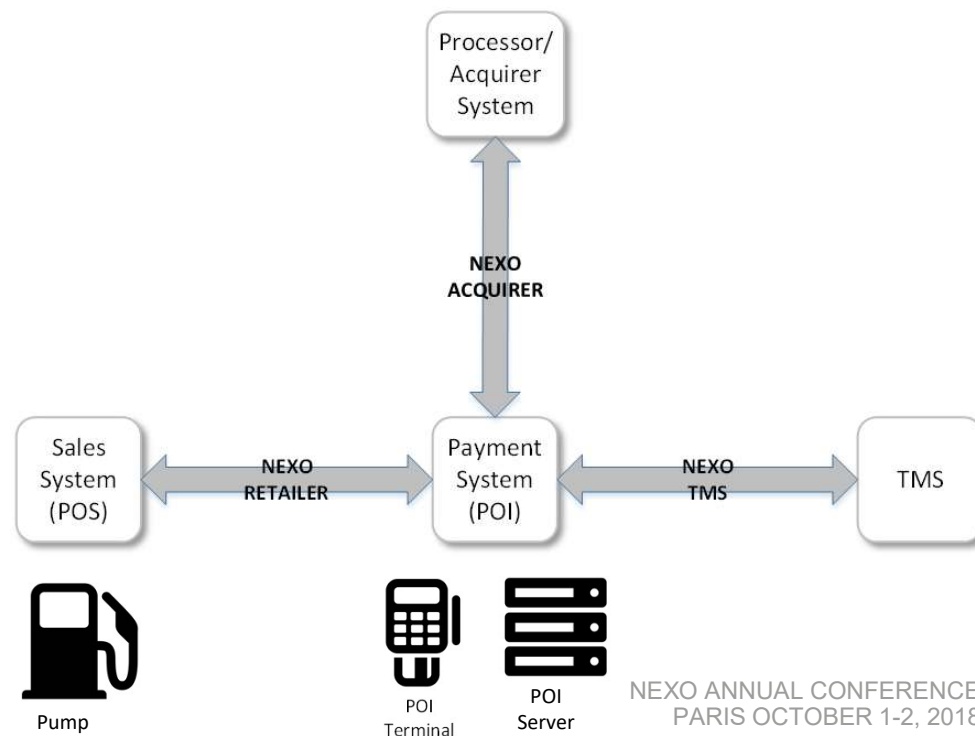 Processor/
Acquirer
System
NEXO
ACQUIRER
Sales
System
(POS)
NEXO
RETAILER
Payment
System
(POI)
NEXO
TMS
TMS
Pump
POI
Terminal
POI
Server
NEXO ANNUAL CONFERENCE
PARIS OCTOBER 1-2, 2018